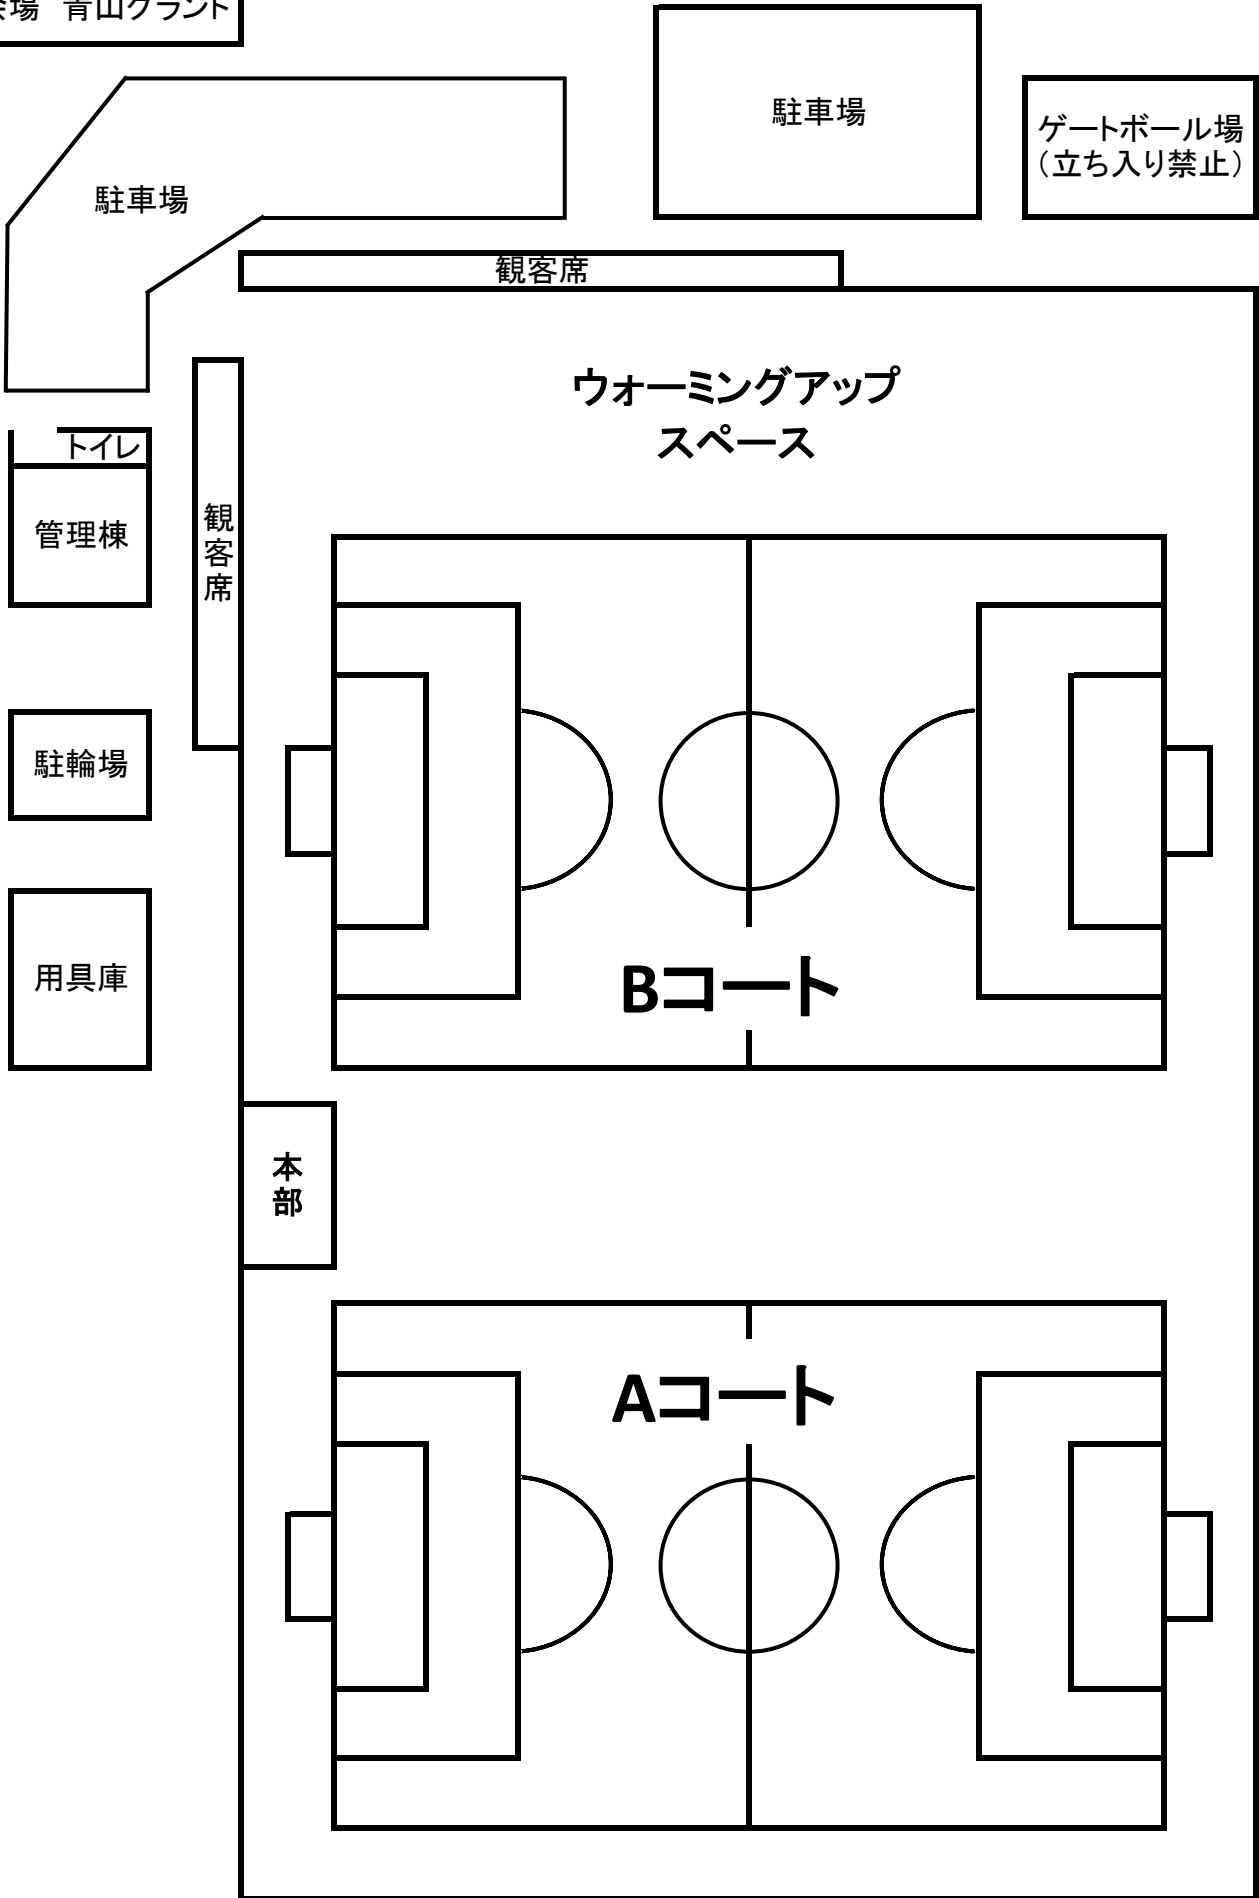 会場 青山グランド
駐車場
ゲートボール場
（立ち入り禁止）
駐車場
観客席
ウォーミングアップ
スペース
トイレ
管理棟
観客席
駐輪場
Bコート
用具庫
本部
Aコート